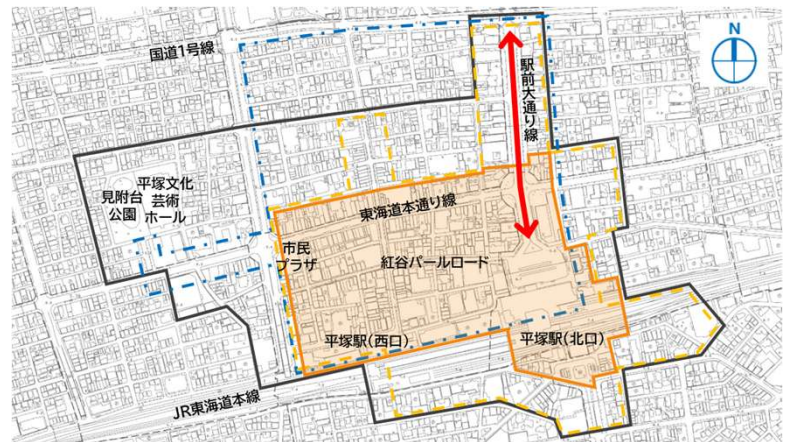 国道1号線
N
駅前大通り線
見附台
公園
平塚文化
芸術
ホール
東海道本通り線
市民
プラザ
紅谷パールロード
平塚駅(西口)
平塚駅(北口)
JR東海道本線